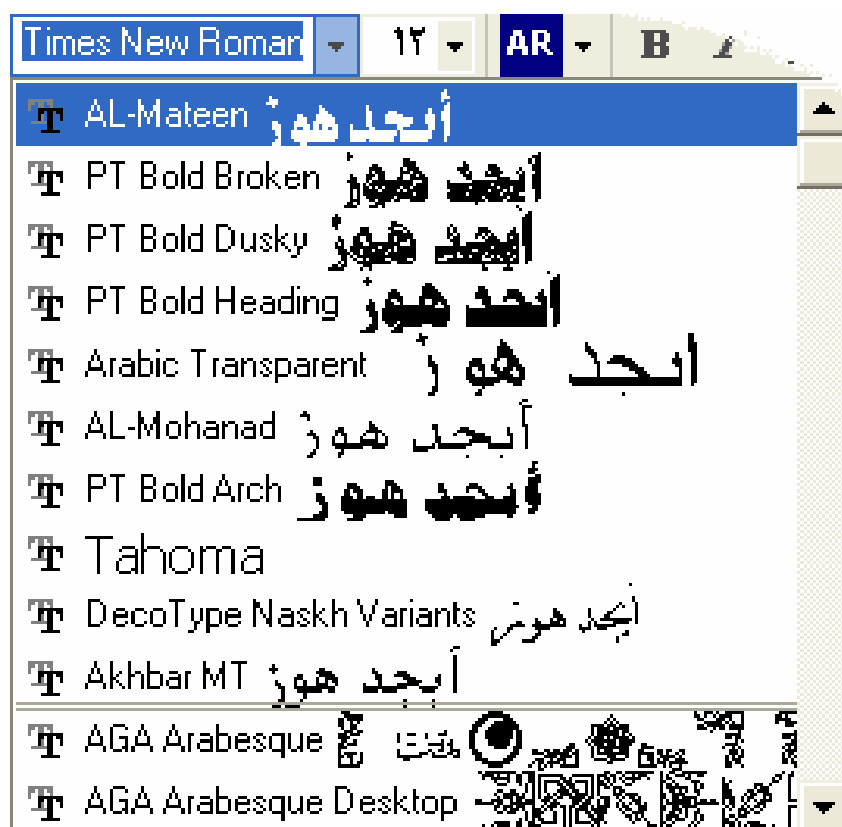 Times New Roman ١٢ AR B I
AL-Mateen أبجد هوز
PT Bold Broken أبجد هوز
PT Bold Dusky أبجد هوز
PT Bold Heading أبجد هوز
Arabic Transparent ابجد هوز
AL-Mohanad أبجد هوز
PT Bold Arch أبجد هوز
Tahoma
DecoType Naskh Variants أبجد هوز
Akhbar MT أبجد هوز
AGA Arabesque
AGA Arabesque Desktop